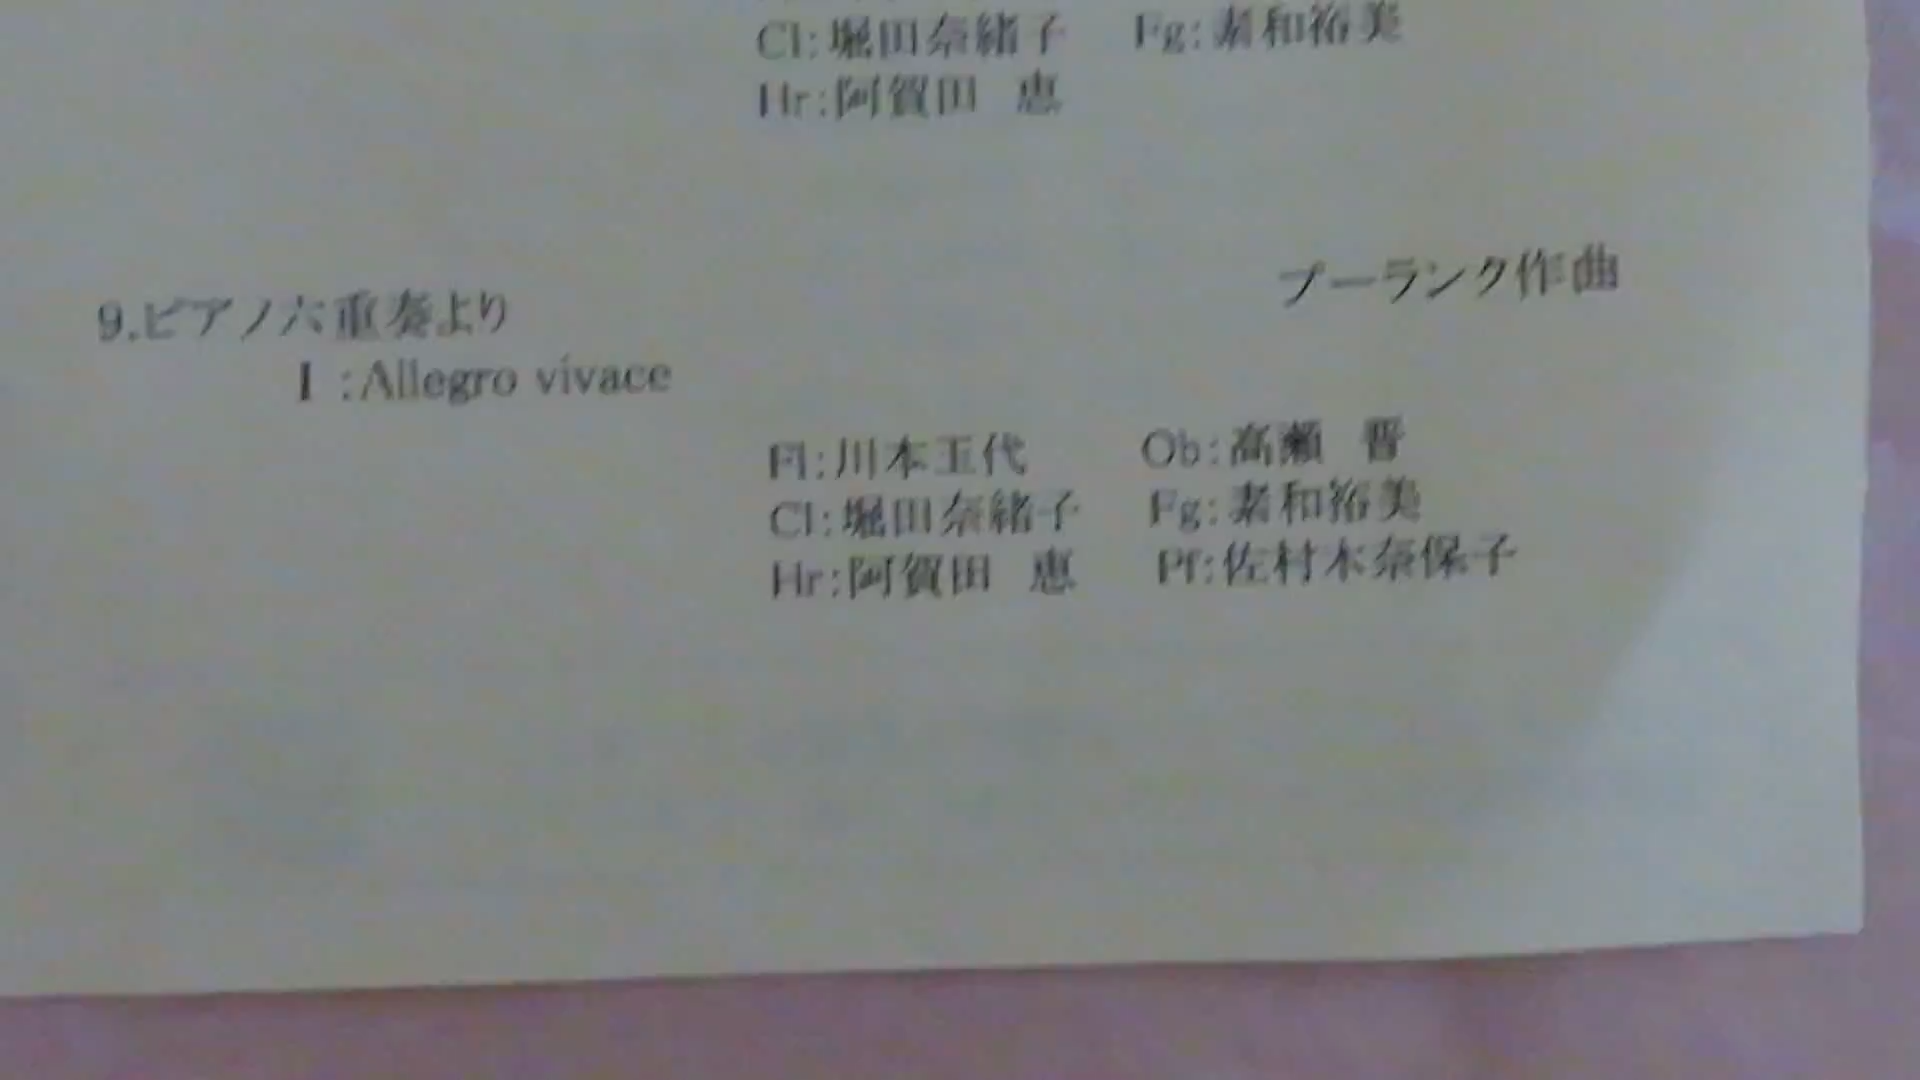 Cl:堀田奈緒子 Fg:素和裕美
Hr:阿賀田 恵
9.ピアノ六重奏より プーランク作曲
I:Allegro vivace
Fl:川本玉代 Ob:高瀬 晋
Cl:堀田奈緒子 Fg:素和裕美
Hr:阿賀田 恵 Pf:佐村木奈保子